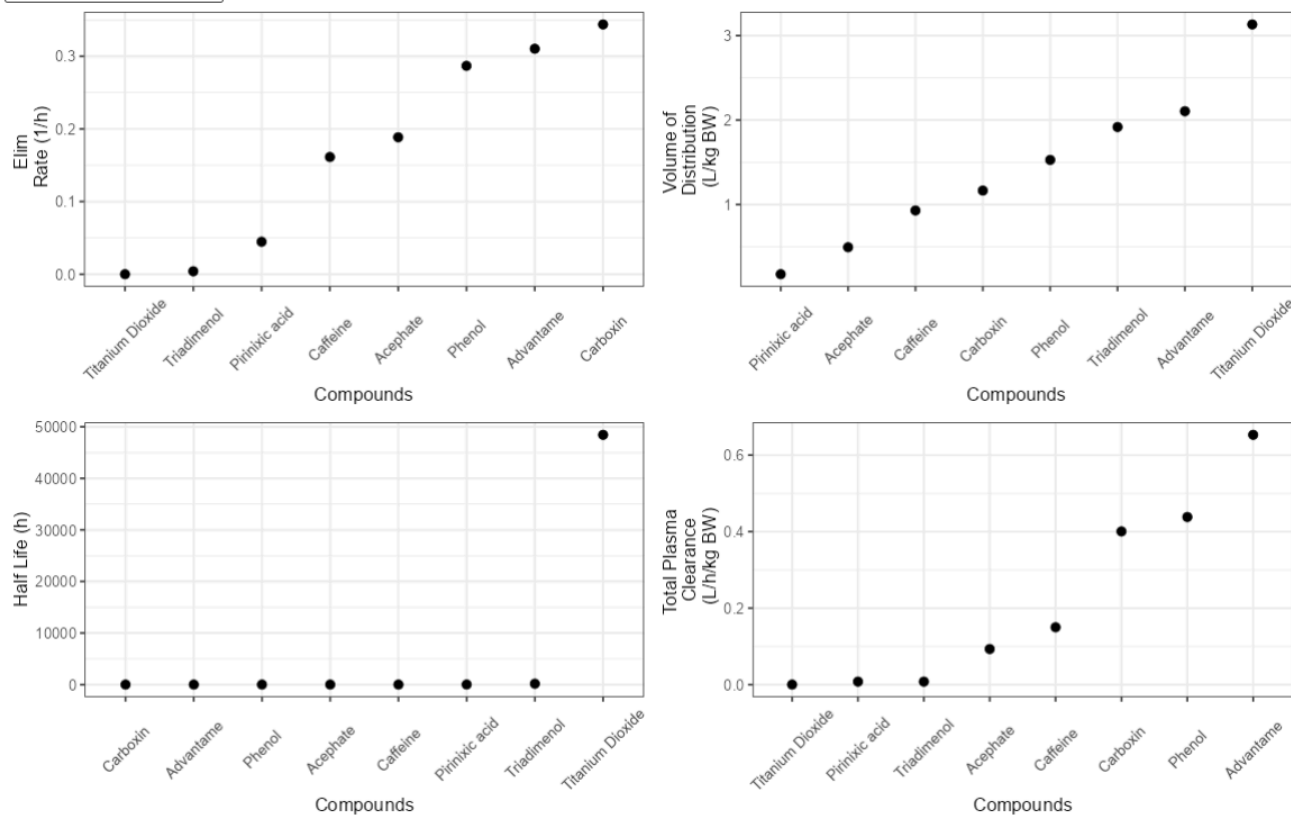 Elim
Rate (1/h)
0.3
0.2
0.1
0.0
Titanium Dioxide
Triadimenol
Pirinixic acid
Caffeine
Acephate
Phenol
Advantame
Carboxin
Compounds
Volume of
Distribution
(L/kg BW)
3
2
1
Pirinixic acid
Acephate
Caffeine
Carboxin
Phenol
Triadimenol
Advantame
Titanium Dioxide
Compounds
Half Life (h)
50000
40000
30000
20000
10000
0
Carboxin
Advantame
Phenol
Acephate
Caffeine
Pirinixic acid
Triadimenol
Titanium Dioxide
Compounds
Total Plasma
Clearance
(L/h/kg BW)
0.6
0.4
0.2
0.0
Titanium Dioxide
Pirinixic acid
Triadimenol
Acephate
Caffeine
Carboxin
Phenol
Advantame
Compounds